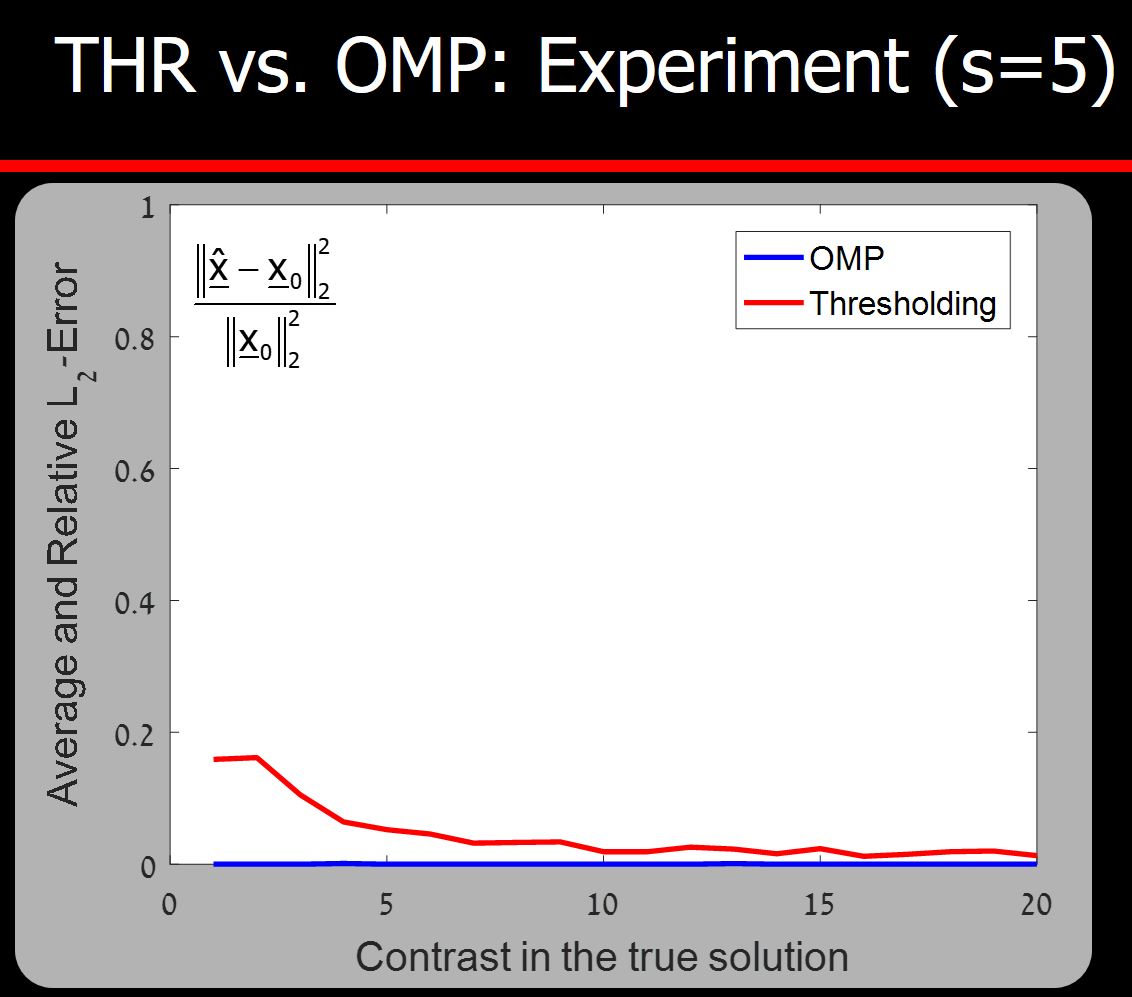 THR vs. OMP: Experiment (s=5)
1
0.8
0.6
0.4
0.2
0
Average and Relative L₂-Error
‖x̂ − x₀‖₂²
‖x₀‖₂²
OMP
Thresholding
0 5 10 15 20
Contrast in the true solution